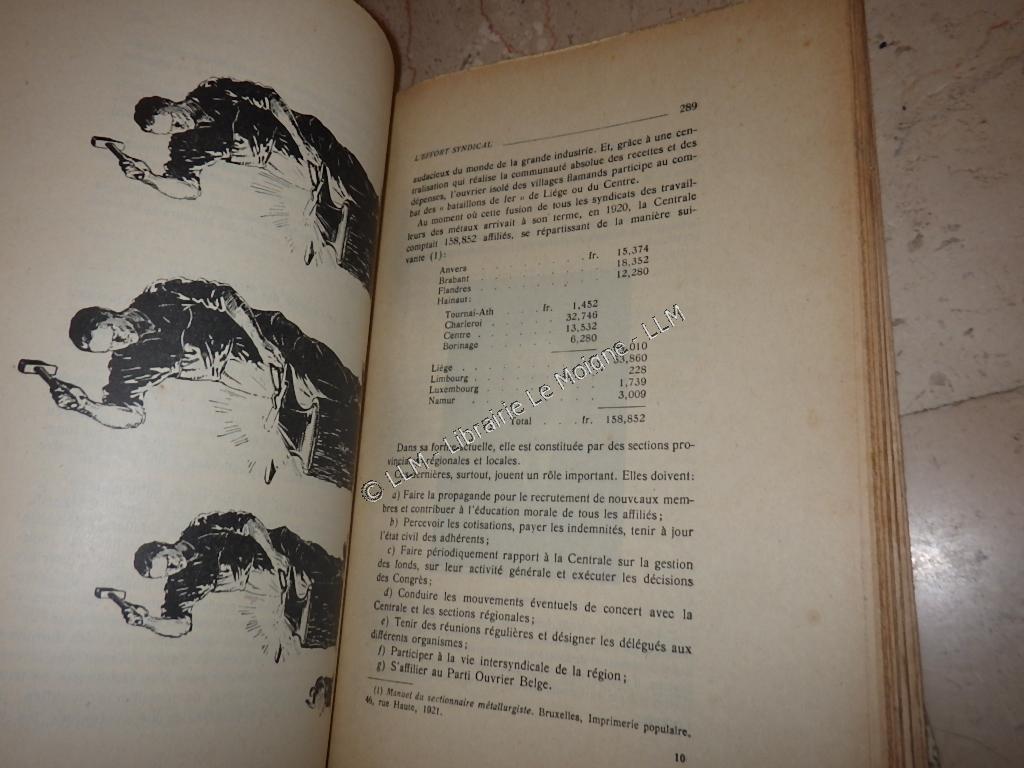 L'EFFORT SYNDICAL 289
audacieux du monde de la grande industrie. Et, grâce à une cen-
tralisation qui réalise la communauté absolue des recettes et des
dépenses, l'ouvrier isolé des villages flamands participe au com-
bat des « bataillons de fer » de Liége ou du Centre.
Au moment où cette fusion de tous les syndicats des travail-
leurs des métaux arrivait à son terme, en 1920, la Centrale
comptait 158,852 affiliés, se répartissant de la manière sui-
vante (1):
Anvers . . . . . . . . . fr. 15,374
Brabant . . . . . . . . . 18,352
Flandres . . . . . . . . . 12,280
Hainaut:
Tournai-Ath . . . . fr. 1,452
Charleroi . . . . . 32,746
Centre . . . . . 13,532
Borinage . . . . . 6,280
010
Liége . . . . . . . . . 860
Limbourg . . . . . . . . . 228
Luxembourg . . . . . . . . . 1,739
Namur . . . . . . . . . 3,009
Total . . . fr. 158,852
Dans sa forme actuelle, elle est constituée par des sections pro-
vinciales, régionales et locales.
dernières, surtout, jouent un rôle important. Elles doivent:
a) Faire la propagande pour le recrutement de nouveaux mem-
bres et contribuer à l'éducation morale de tous les affiliés;
b) Percevoir les cotisations, payer les indemnités, tenir à jour
l'état civil des adhérents;
c) Faire périodiquement rapport à la Centrale sur la gestion
des fonds, sur leur activité générale et exécuter les décisions
des Congrès;
d) Conduire les mouvements éventuels de concert avec la
Centrale et les sections régionales;
e) Tenir des réunions régulières et désigner les délégués aux
différents organismes;
f) Participer à la vie intersyndicale de la région;
g) S'affilier au Parti Ouvrier Belge.
(1) Manuel du sectionnaire métallurgiste. Bruxelles, Imprimerie populaire,
46, rue Haute, 1921.
10
© LLM - Librairie Le Moigne - LLM